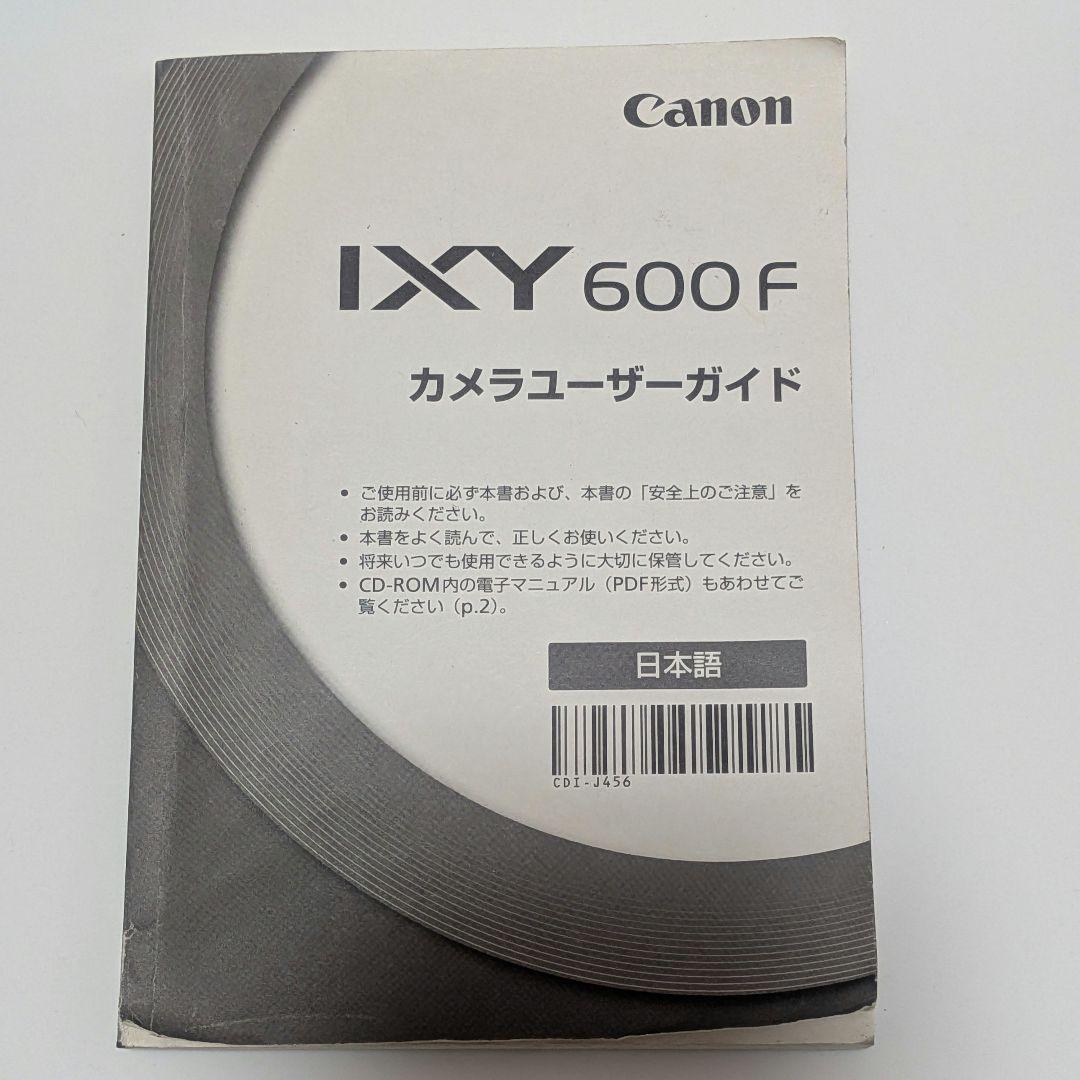 Canon
IXY 600F
カメラユーザーガイド
● ご使用前に必ず本書および、本書の「安全上のご注意」を
お読みください。
● 本書をよく読んで、正しくお使いください。
● 将来いつでも使用できるように大切に保管してください。
● CD-ROM内の電子マニュアル（PDF形式）もあわせてご
覧ください（p.2）。
日本語
CDI-J456